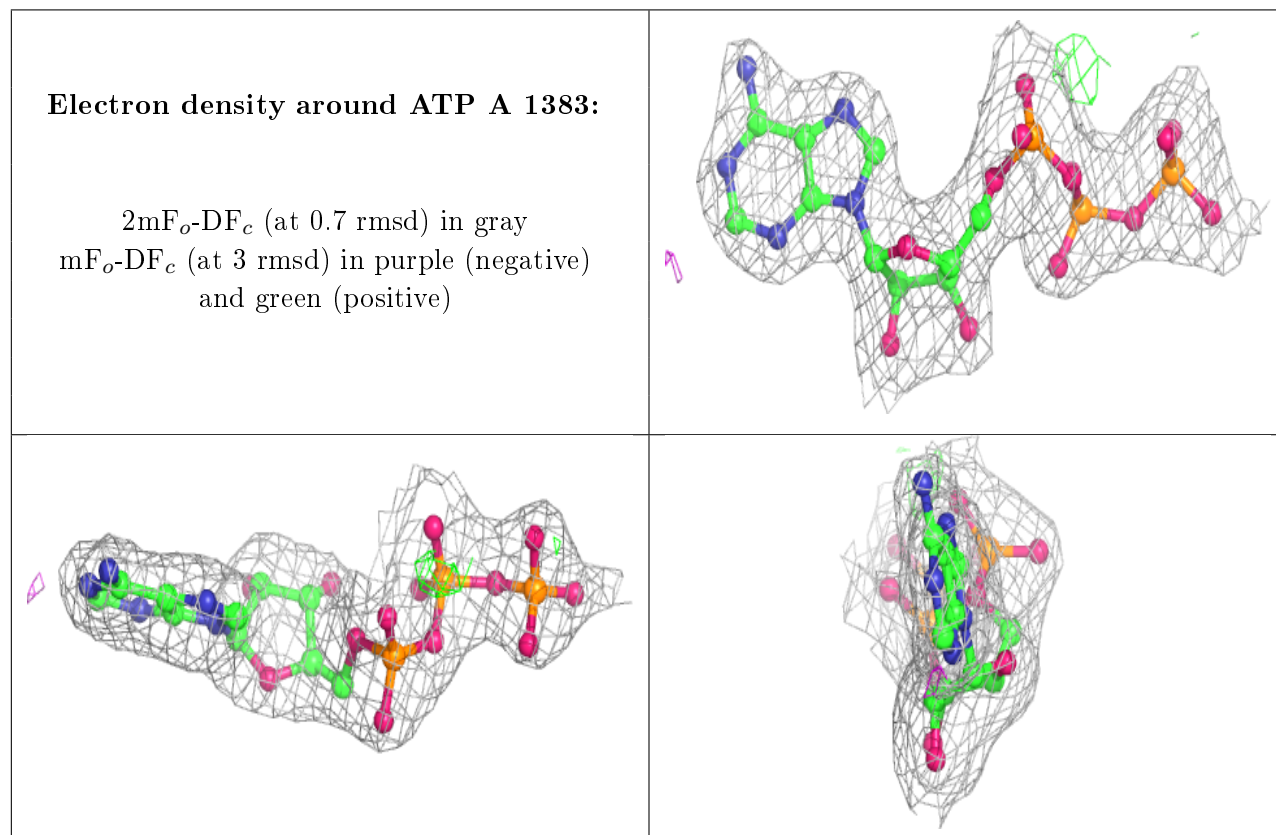 Electron density around ATP A 1383:
2mFₒ-DF𝒸 (at 0.7 rmsd) in gray
mFₒ-DF𝒸 (at 3 rmsd) in purple (negative)
and green (positive)